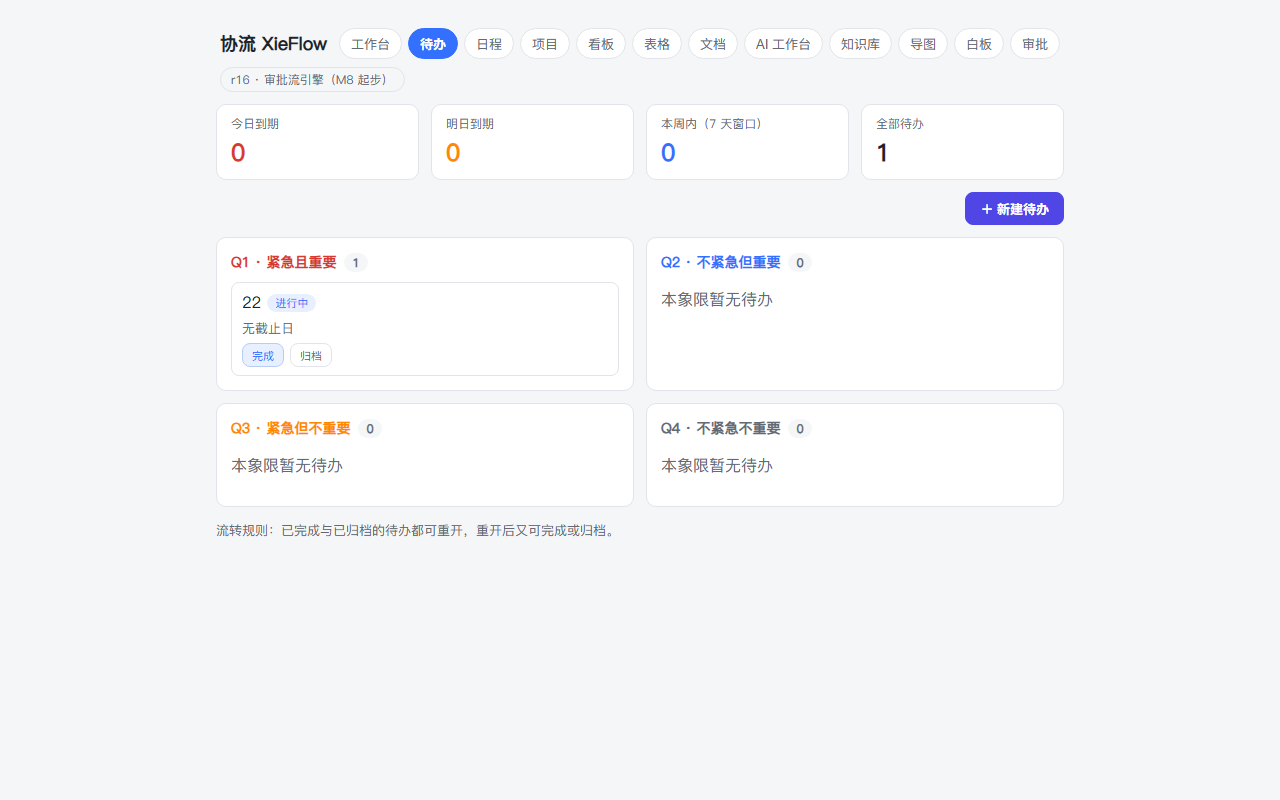 协流 XieFlow 工作台 待办 日程 项目 看板 表格 文档 AI 工作台 知识库 导图 白板 审批
r16 · 审批流引擎（M8 起步）
今日到期 明日到期 本周内（7 天窗口） 全部待办
0 0 0 1
＋ 新建待办
Q1 · 紧急且重要 1
22 进行中
无截止日
完成 归档
Q2 · 不紧急但重要 0
本象限暂无待办
Q3 · 紧急但不重要 0
本象限暂无待办
Q4 · 不紧急不重要 0
本象限暂无待办
流转规则：已完成与已归档的待办都可重开，重开后又可完成或归档。